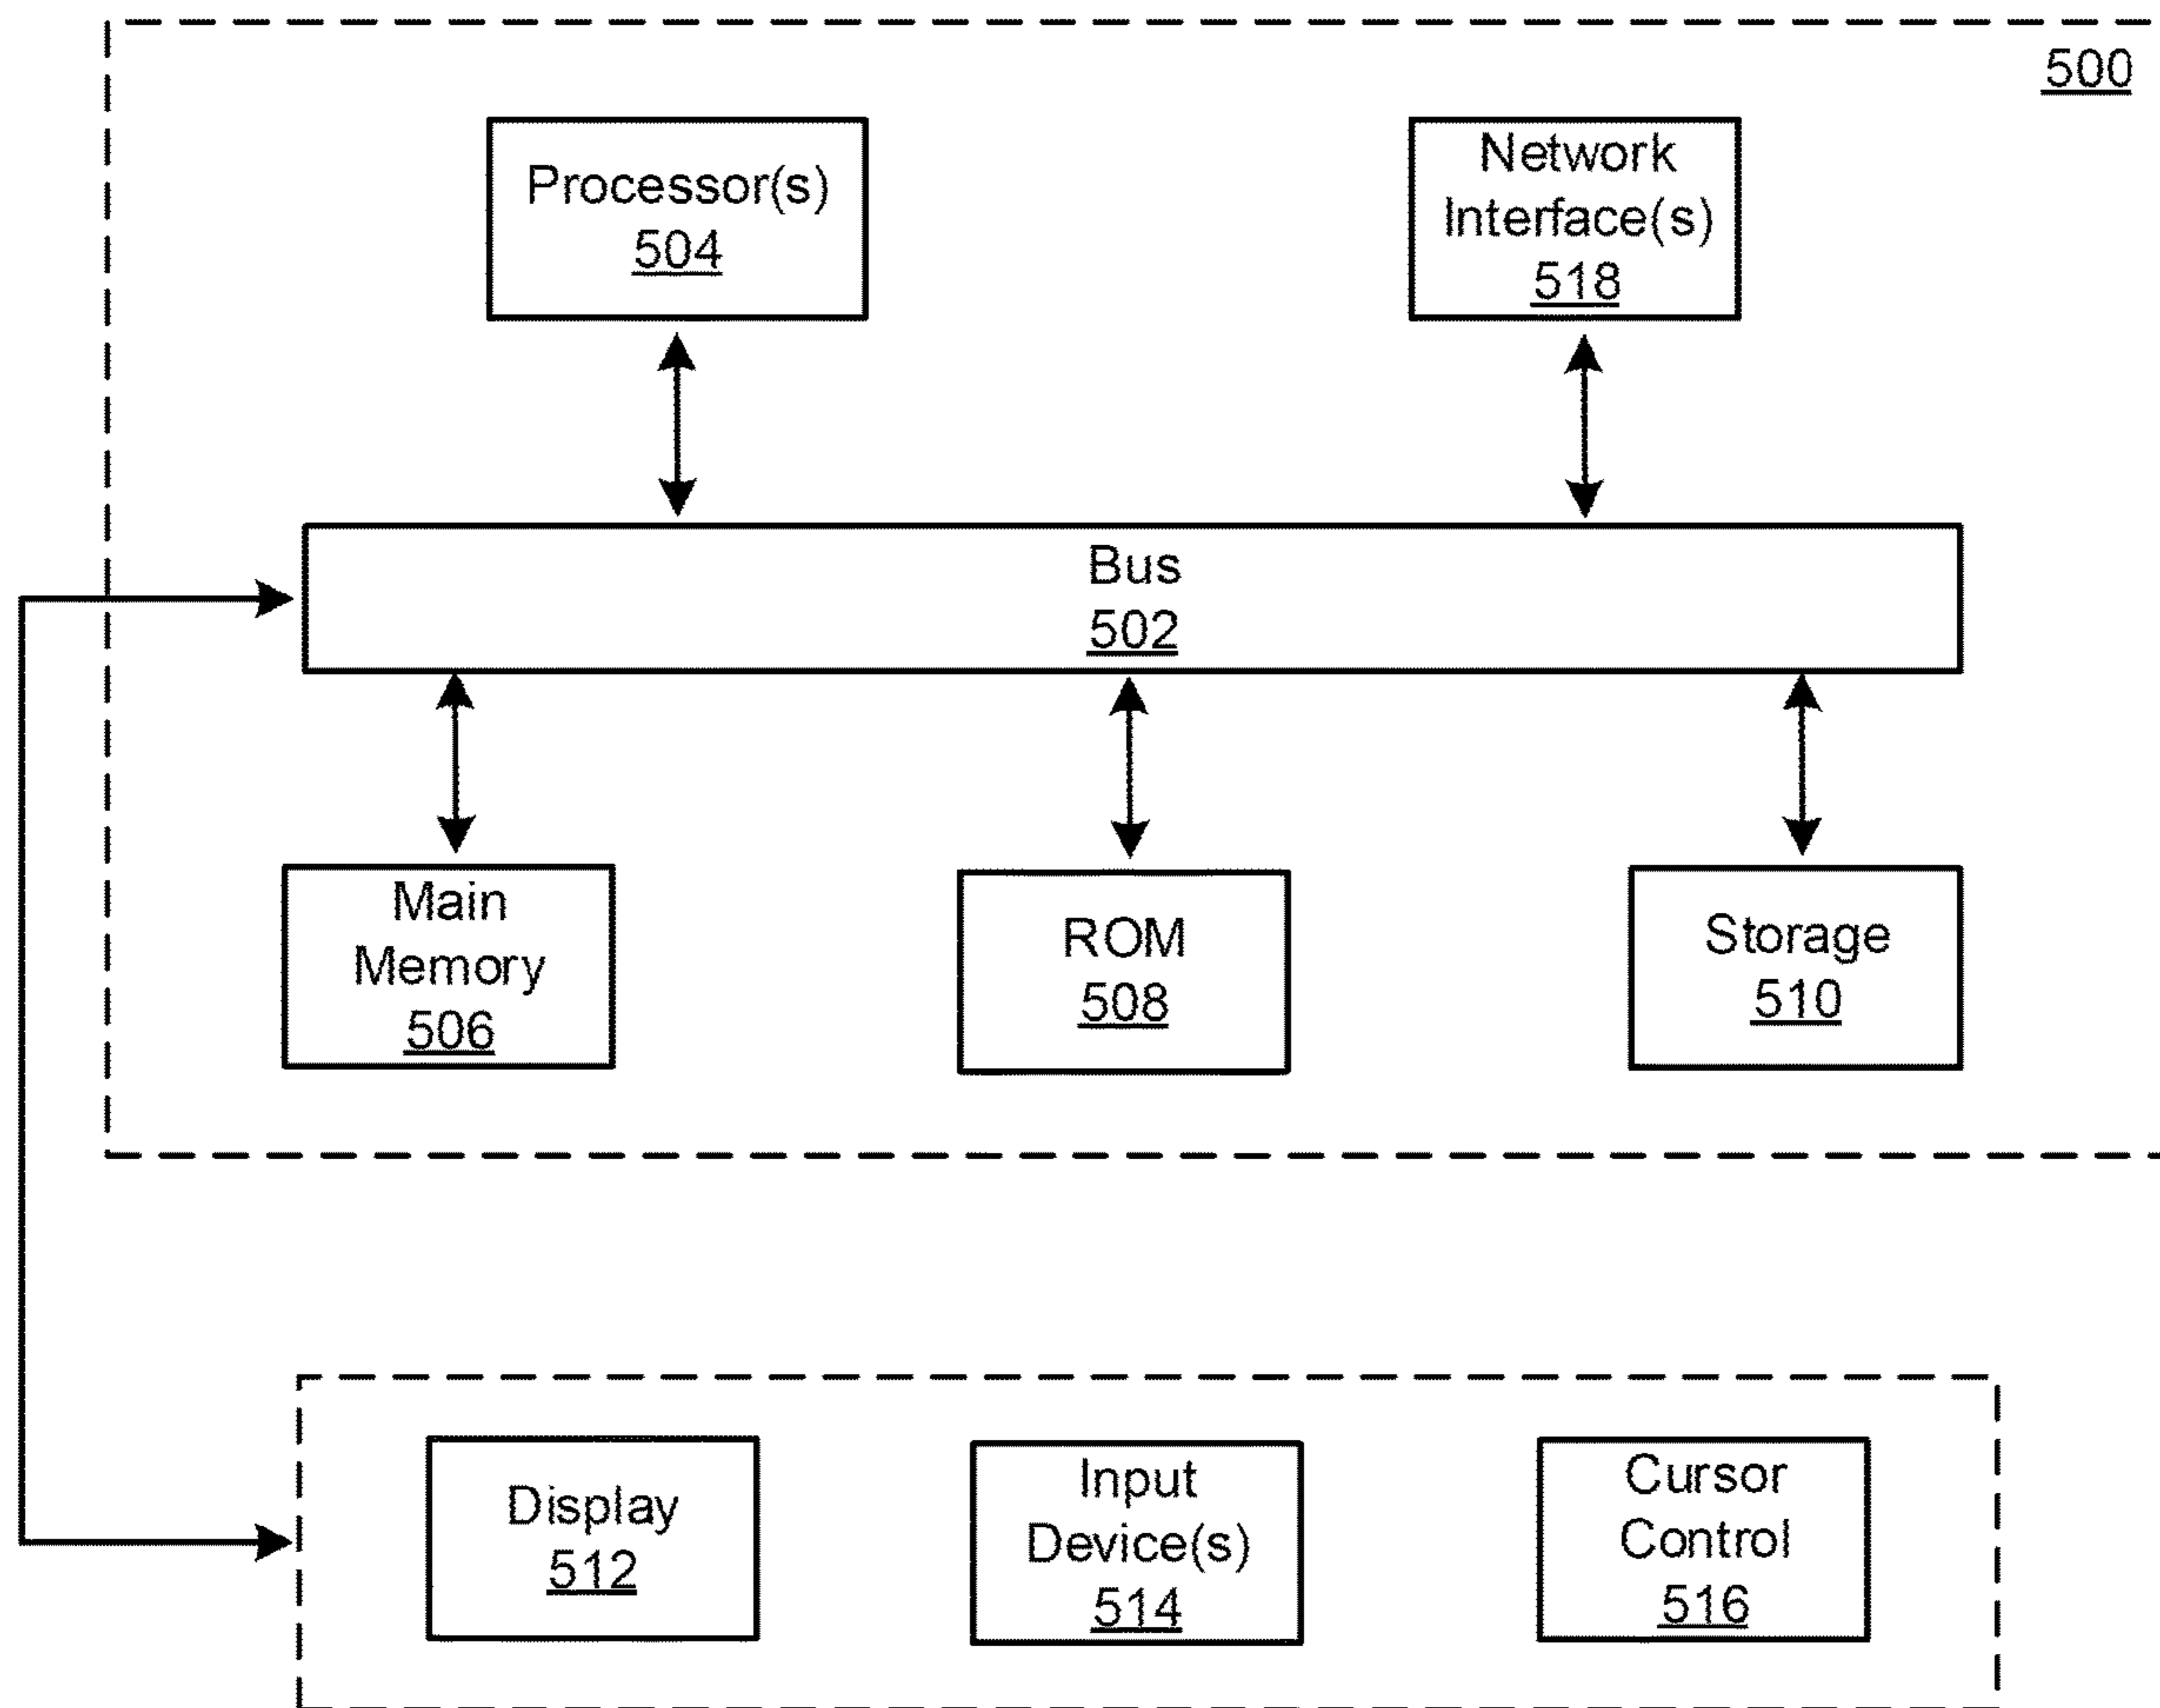 500
Processor(s)
504
Network
Interface(s)
518
Bus
502
Main
Memory
506
ROM
508
Storage
510
Display
512
Input
Device(s)
514
Cursor
Control
516